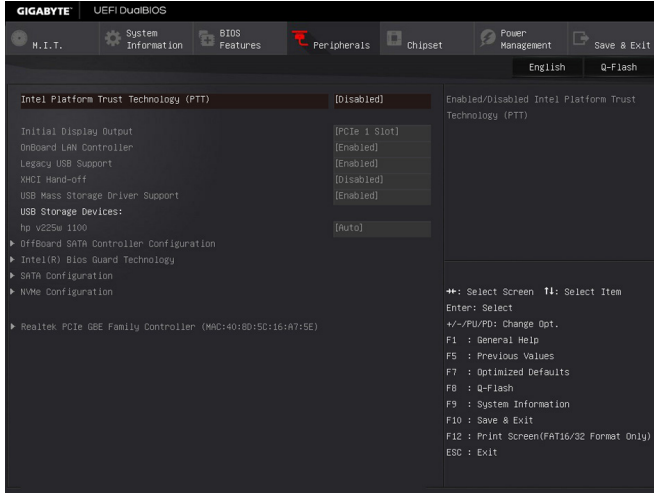 GIGABYTE™ UEFI DualBIOS
M.I.T. System Information BIOS Features Peripherals Chipset Power Management Save & Exit
English Q-Flash
Intel Platform Trust Technology (PTT) [Disabled]
Enabled/Disabled Intel Platform Trust
Technology (PTT)
Initial Display Output [PCIe 1 Slot]
OnBoard LAN Controller [Enabled]
Legacy USB Support [Enabled]
XHCI Hand-off [Disabled]
USB Mass Storage Driver Support [Enabled]
USB Storage Devices:
hp v225w 1100 [Auto]
OffBoard SATA Controller Configuration
Intel(R) Bios Guard Technology
SATA Configuration
NVMe Configuration
Realtek PCIe GBE Family Controller (MAC:40:8D:5C:16:A7:5E)
→←: Select Screen ↑↓: Select Item
Enter: Select
+/-/PU/PD: Change Opt.
F1 : General Help
F5 : Previous Values
F7 : Optimized Defaults
F8 : Q-Flash
F9 : System Information
F10 : Save & Exit
F12 : Print Screen(FAT16/32 Format Only)
ESC : Exit